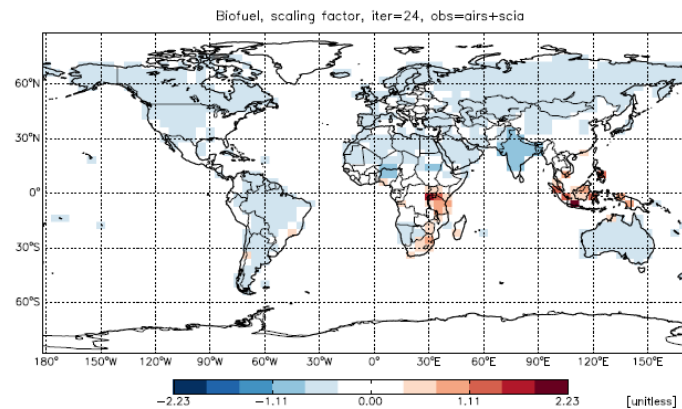 Biofuel, scaling factor, iter=24, obs=airs+scia
60°N
30°N
0°
30°S
60°S
180° 150°W 120°W 90°W 60°W 30°W 0° 30°E 60°E 90°E 120°E 150°E
-2.23 -1.11 0.00 1.11 2.23 [unitless]